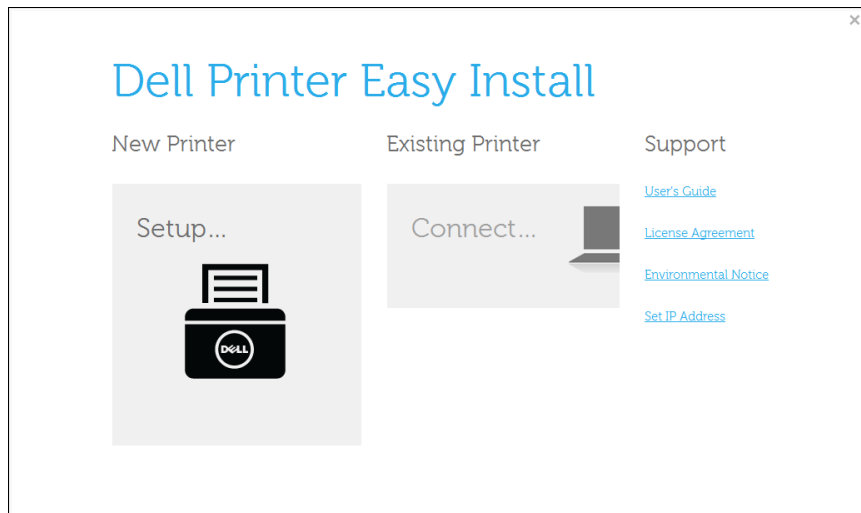 Dell Printer Easy Install
New Printer
Existing Printer
Support
Setup...
DELL
Connect...
User's Guide
License Agreement
Environmental Notice
Set IP Address